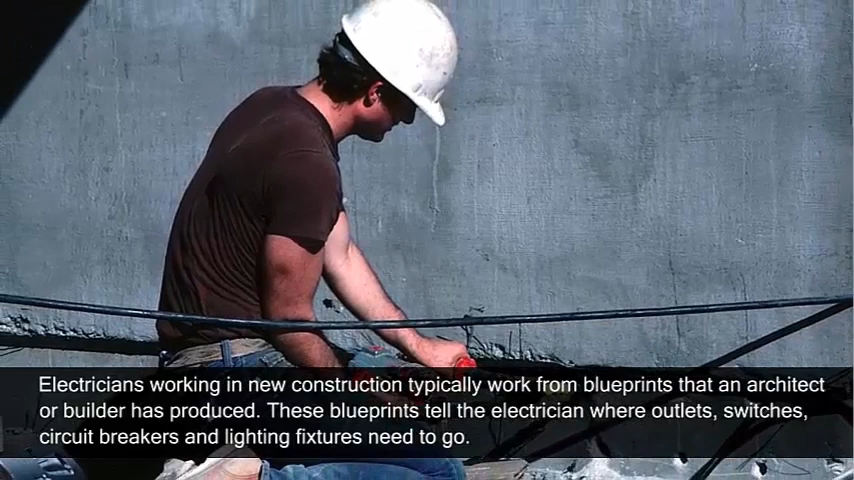 Electricians working in new construction typically work from blueprints that an architect
or builder has produced. These blueprints tell the electrician where outlets, switches,
circuit breakers and lighting fixtures need to go.